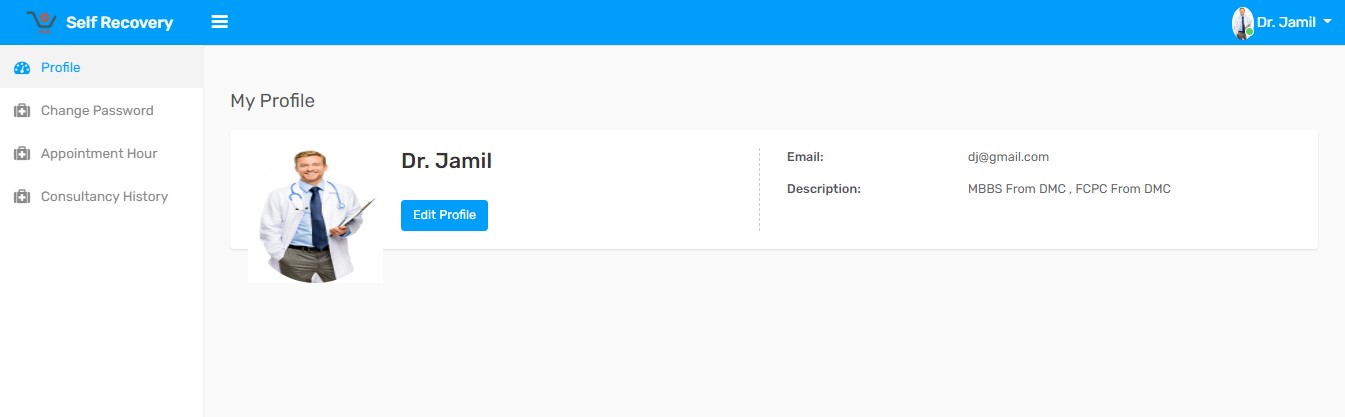 Self Recovery
Dr. Jamil
Profile
Change Password
Appointment Hour
Consultancy History
My Profile
Dr. Jamil
Edit Profile
Email: dj@gmail.com
Description: MBBS From DMC , FCPC From DMC